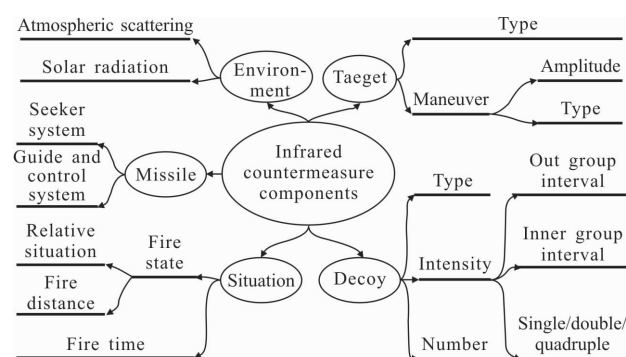 Atmospheric scattering
Solar radiation
Environ-
ment
Taeget
Type
Maneuver
Amplitude
Type
Seeker
system
Guide and
control
system
Missile
Infrared
countermeasure
components
Relative
situation
Fire
distance
Fire
state
Fire time
Situation
Decoy
Type
Intensity
Number
Out group
interval
Inner group
interval
Single/double/
quadruple